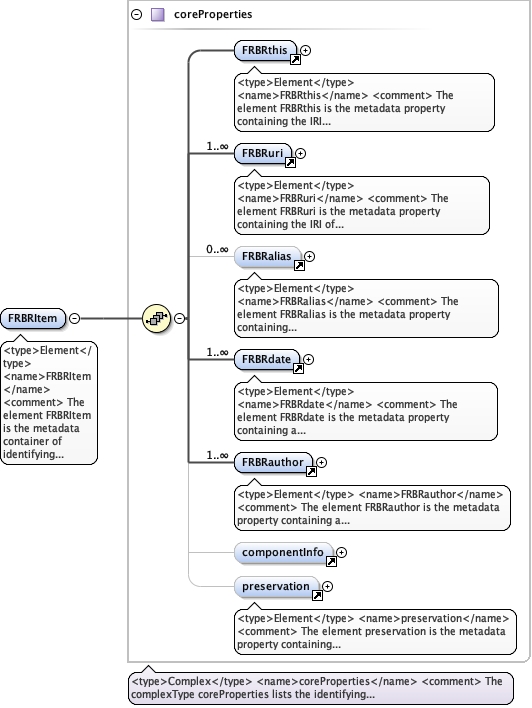 coreProperties
FRBRthis
<type>Element</type>
<name>FRBRthis</name> <comment> The
element FRBRthis is the metadata property
containing the IRI...
1..∞
FRBRuri
<type>Element</type>
<name>FRBRuri</name> <comment> The
element FRBRuri is the metadata property
containing the IRI of...
0..∞
FRBRalias
<type>Element</type>
<name>FRBRalias</name> <comment> The
element FRBRalias is the metadata property
containing...
FRBRItem
<type>Element</
type>
<name>FRBRItem
</name>
<comment> The
element FRBRItem
is the metadata
container of
identifying...
1..∞
FRBRdate
<type>Element</type>
<name>FRBRdate</name> <comment> The
element FRBRdate is the metadata property
containing a...
1..∞
FRBRauthor
<type>Element</type> <name>FRBRauthor</name>
<comment> The element FRBRauthor is the metadata
property containing a...
componentInfo
preservation
<type>Element</type> <name>preservation</name>
<comment> The element preservation is the metadata
property containing...
<type>Complex</type> <name>coreProperties</name> <comment> The
complexType coreProperties lists the identifying...